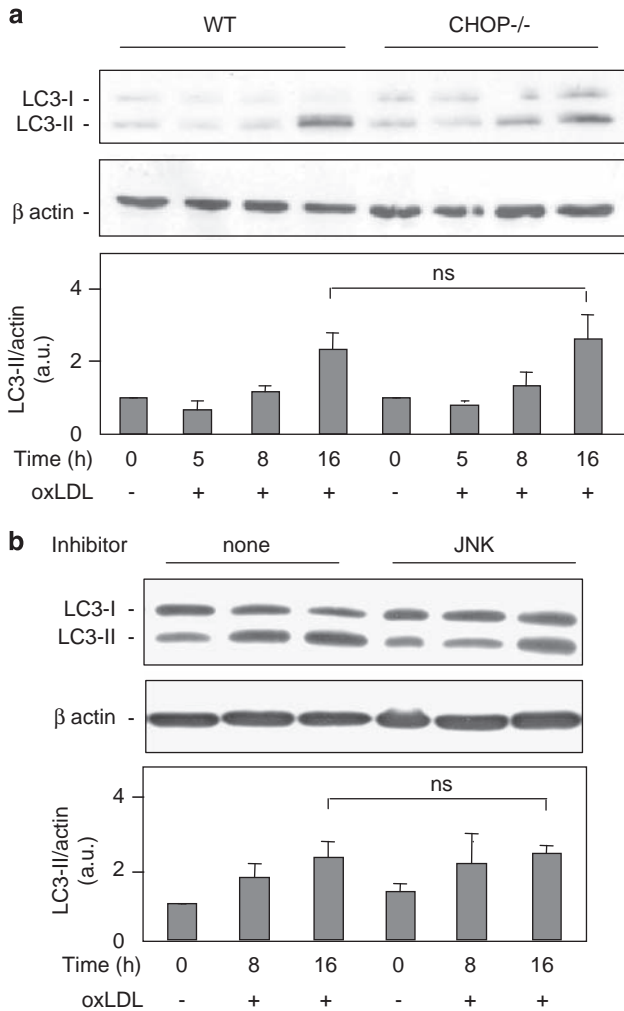 a
WT CHOP-/-
LC3-I -
LC3-II -
β actin -
ns
4
2
0
LC3-II/actin
(a.u.)
Time (h) 0 5 8 16 0 5 8 16
oxLDL - + + + - + + +
b Inhibitor none JNK
LC3-I -
LC3-II -
β actin -
ns
4
2
0
LC3-II/actin
(a.u.)
Time (h) 0 8 16 0 8 16
oxLDL - + + - + +